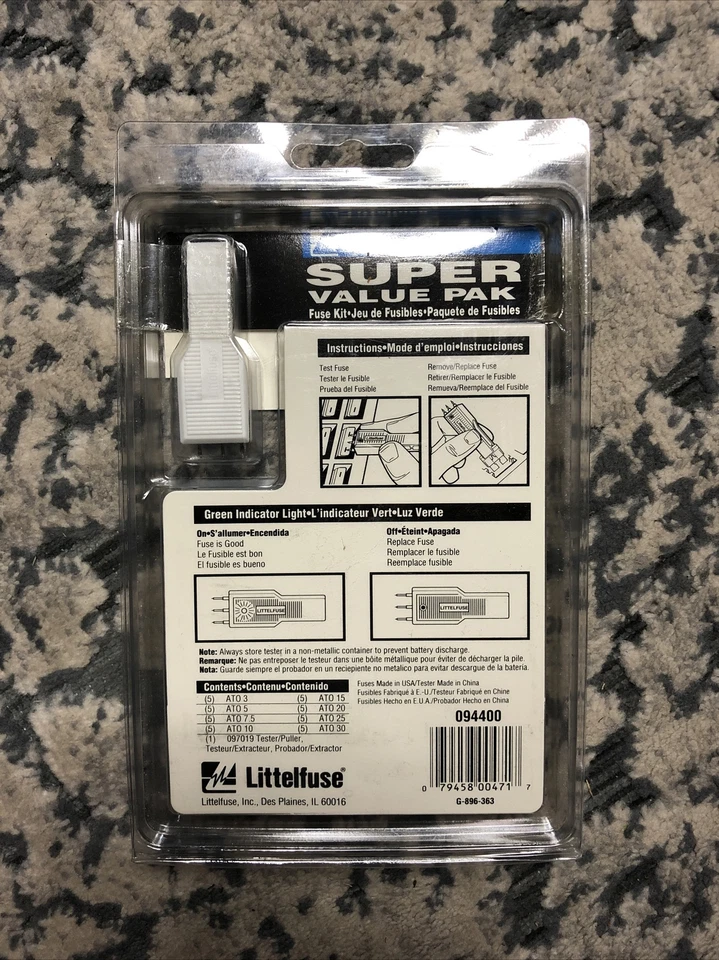 SUPER
VALUE PAK
Fuse Kit•Jeu de Fusibles•Paquete de Fusibles
Instructions•Mode d'emploi•Instrucciones
Test Fuse
Tester le Fusible
Prueba del Fusible
Remove/Replace Fuse
Retirer/Remplacer le Fusible
Remueva/Reemplace del Fusible
Littelfuse
Green Indicator Light•L'indicateur Vert•Luz Verde
On•S'allumer•Encendida
Fuse is Good
Le Fusible est bon
El fusible es bueno
Off•Éteint•Apagada
Replace Fuse
Remplacer le fusible
Reemplace fusible
LITTELFUSE
LITTELFUSE
Note: Always store tester in a non-metallic container to prevent battery discharge.
Remarque: Ne pas entreposer le testeur dans une bôite métallique pour éviter de décharger la pile.
Nota: Guarde siempre el probador en un reciepiente no metalico para evitar descargue de la batería.
Contents•Contenu•Contenido
(5) ATO 3 (5) ATO 15
(5) ATO 5 (5) ATO 20
(5) ATO 7.5 (5) ATO 25
(5) ATO 10 (5) ATO 30
(1) 097019 Tester/Puller,
Testeur/Extracteur, Probador/Extractor
Fuses Made in USA/Tester Made in China
Fusibles Fabriqué à E.-U./Testeur Fabriqué en Chine
Fusibles Hecho en E.U.A./Probador Hecho en China
094400
0 79458 00471 7
G-896-363
Littelfuse®
Littelfuse, Inc., Des Plaines, IL 60016